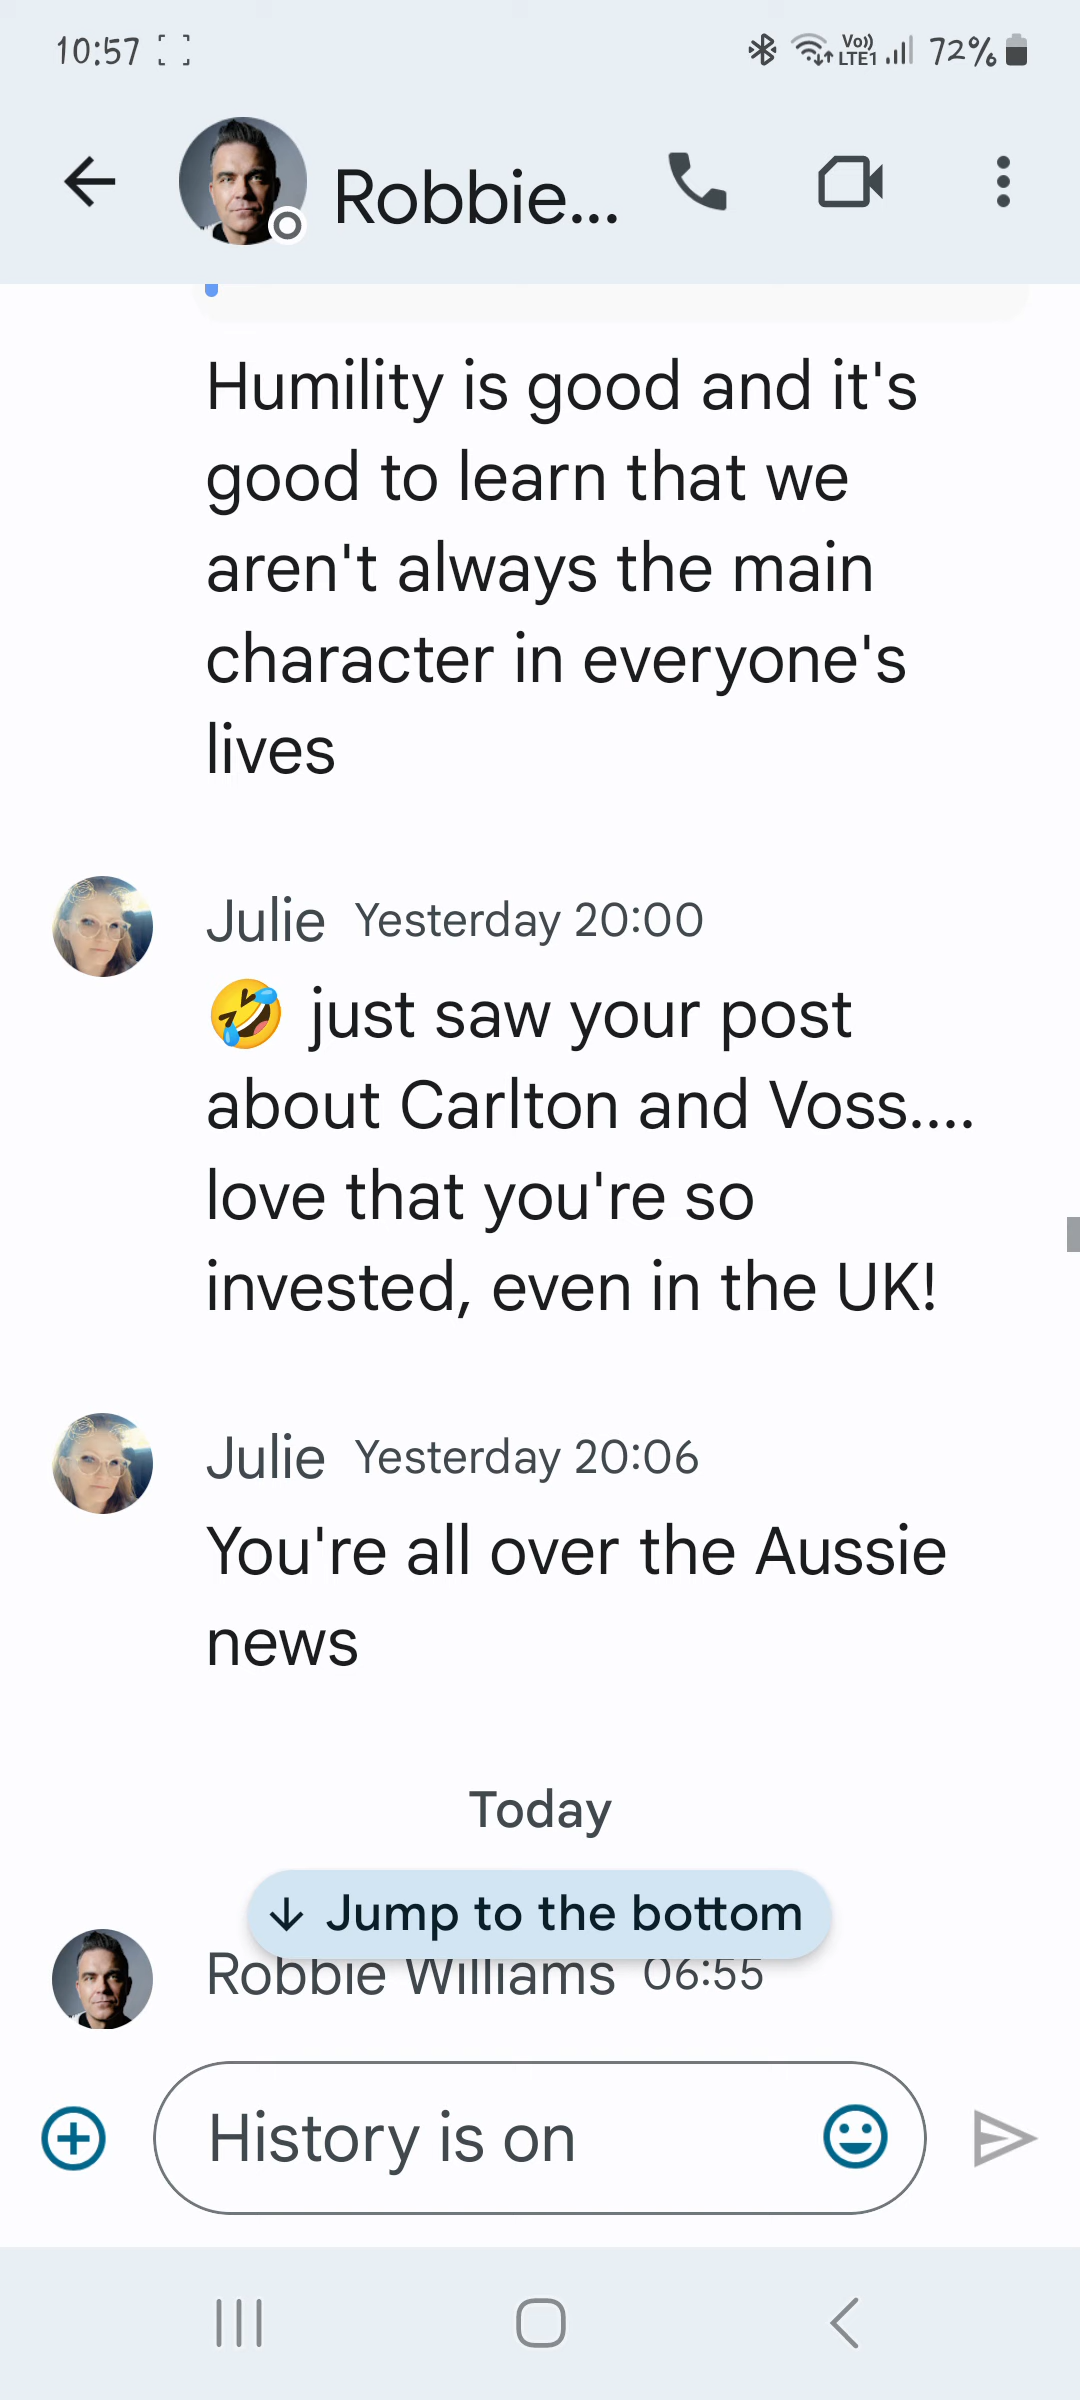 10:57 Vo)) LTE1 72%
Robbie...
Humility is good and it's
good to learn that we
aren't always the main
character in everyone's
lives
Julie Yesterday 20:00
🤣 just saw your post
about Carlton and Voss....
love that you're so
invested, even in the UK!
Julie Yesterday 20:06
You're all over the Aussie
news
Today
↓ Jump to the bottom
Robbie Williams 06:55
History is on